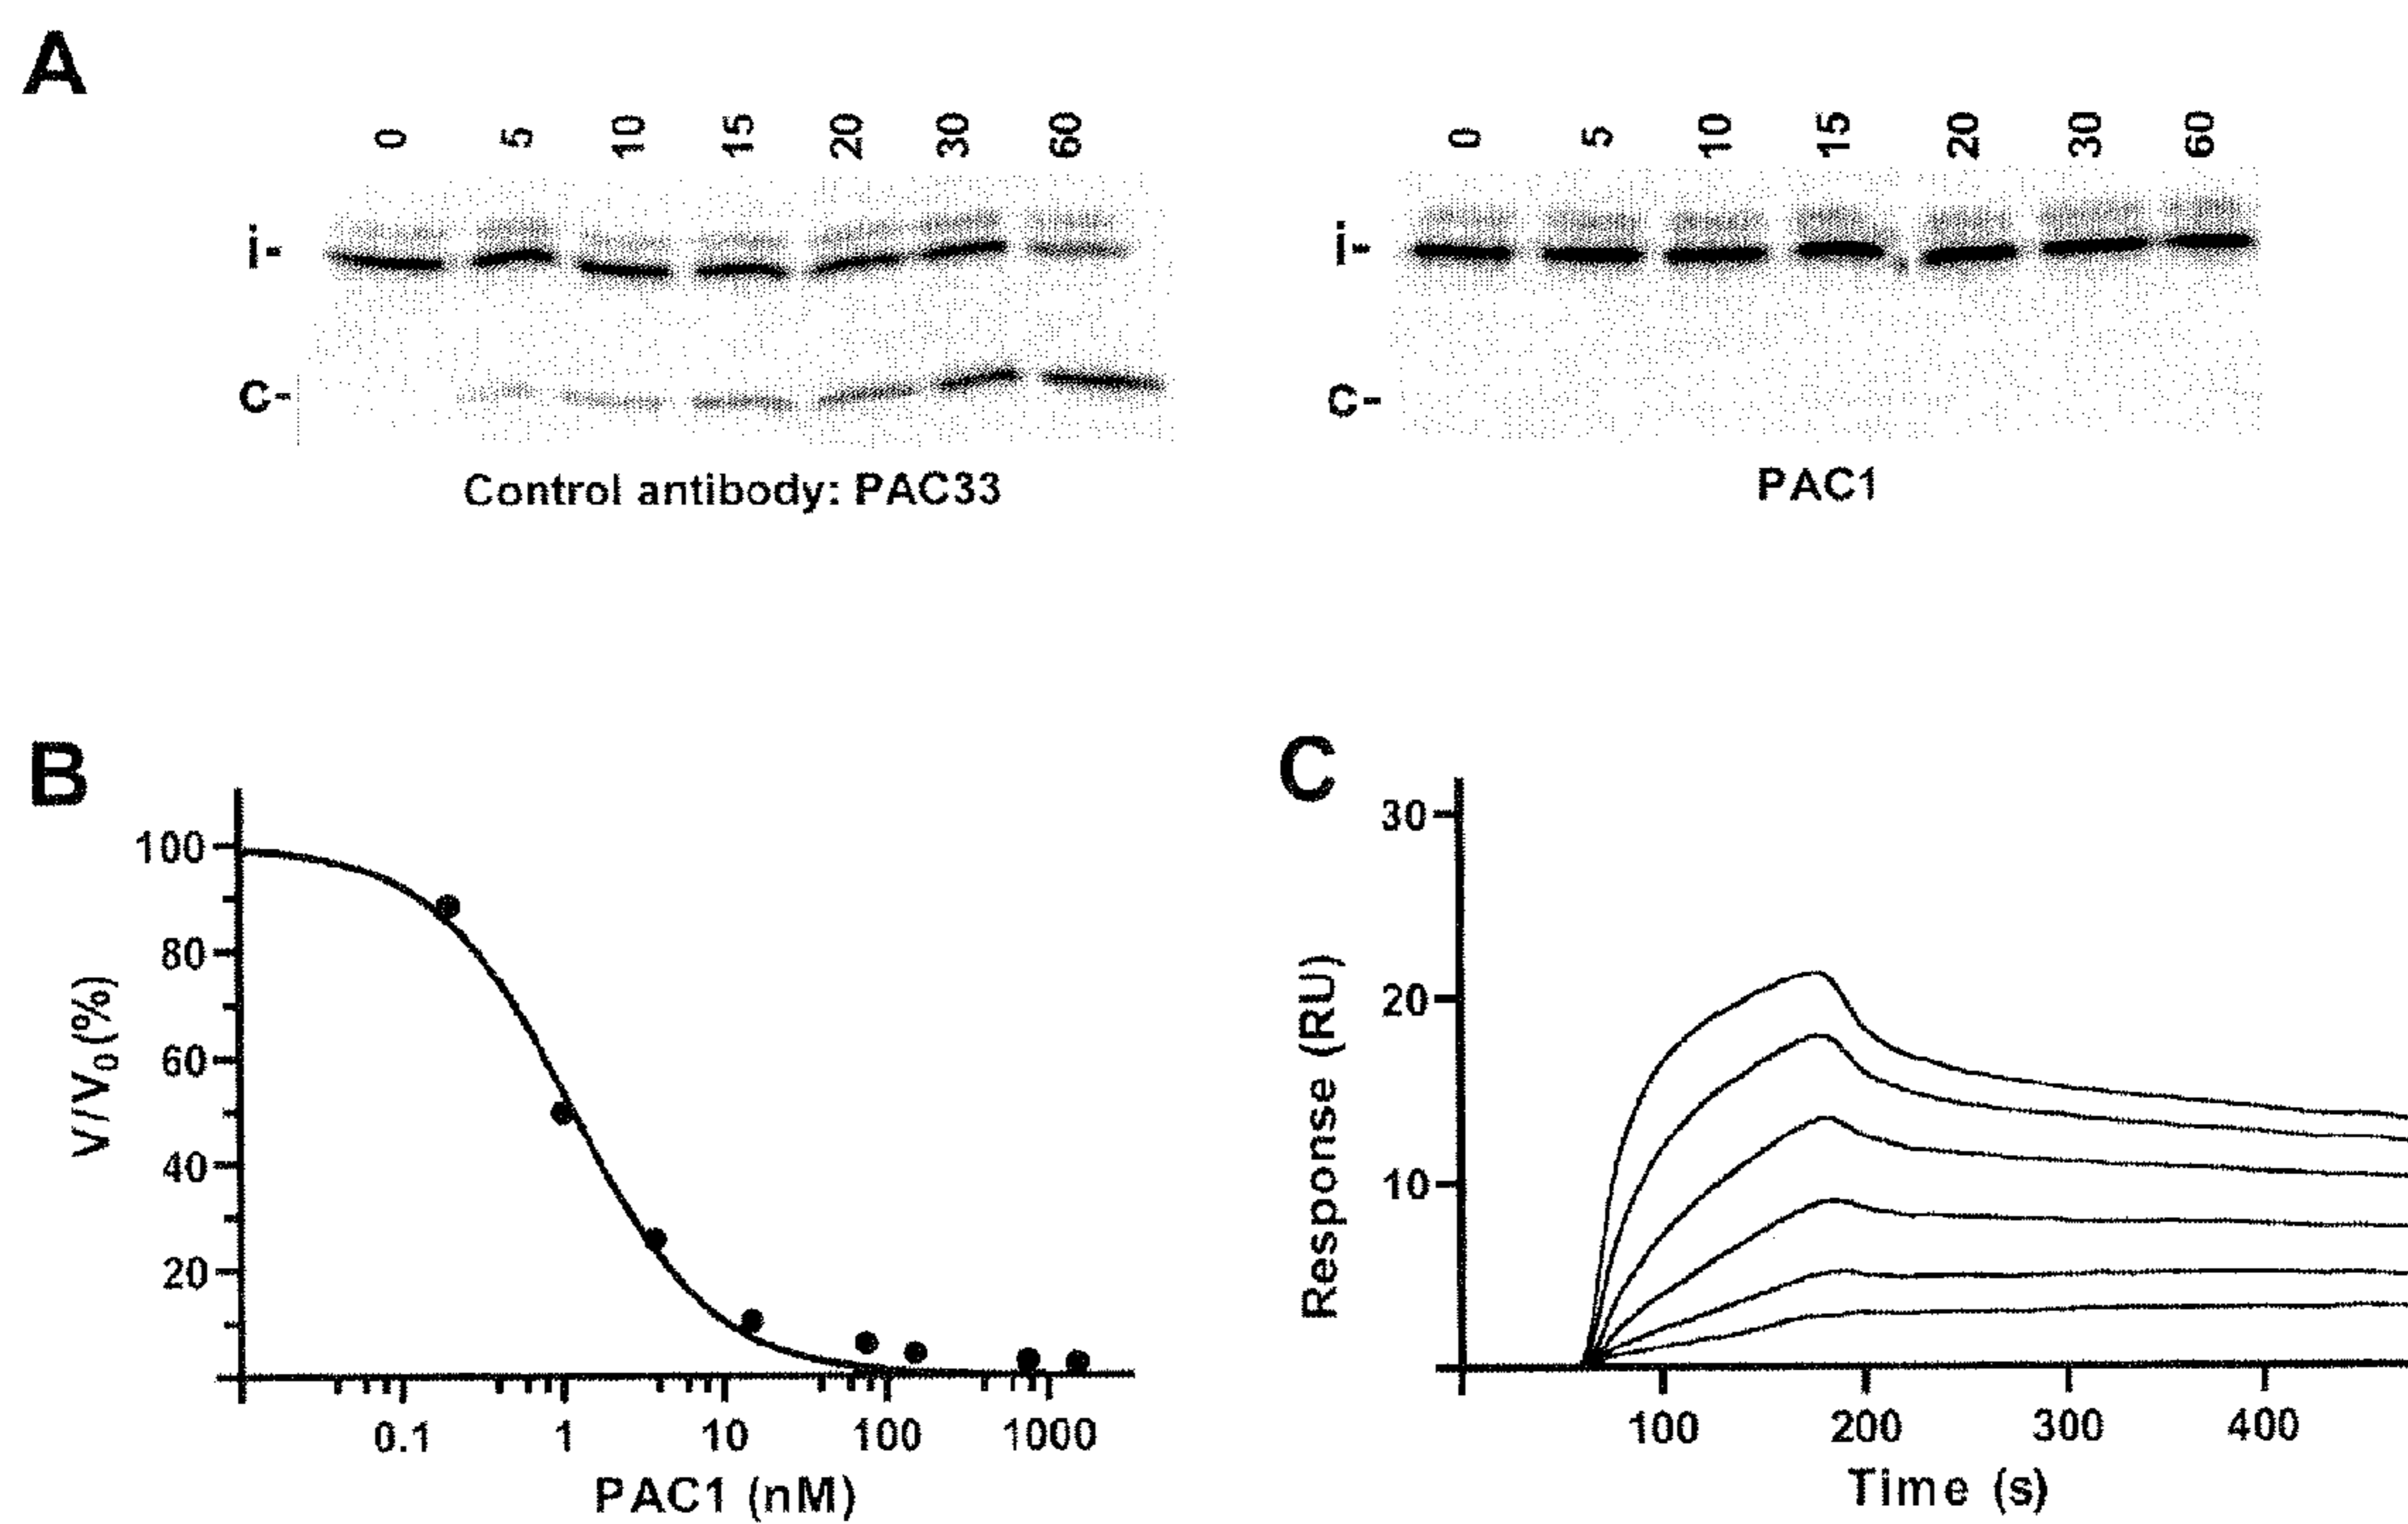 A
0 5 10 15 20 30 60
i-
c-
Control antibody: PAC33
0 5 10 15 20 30 60
i-
c-
PAC1
B
100
80
60
40
20
V/V0 (%)
0.1 1 10 100 1000
PAC1 (nM)
C
30
20
10
Response (RU)
100 200 300 400
Time (s)